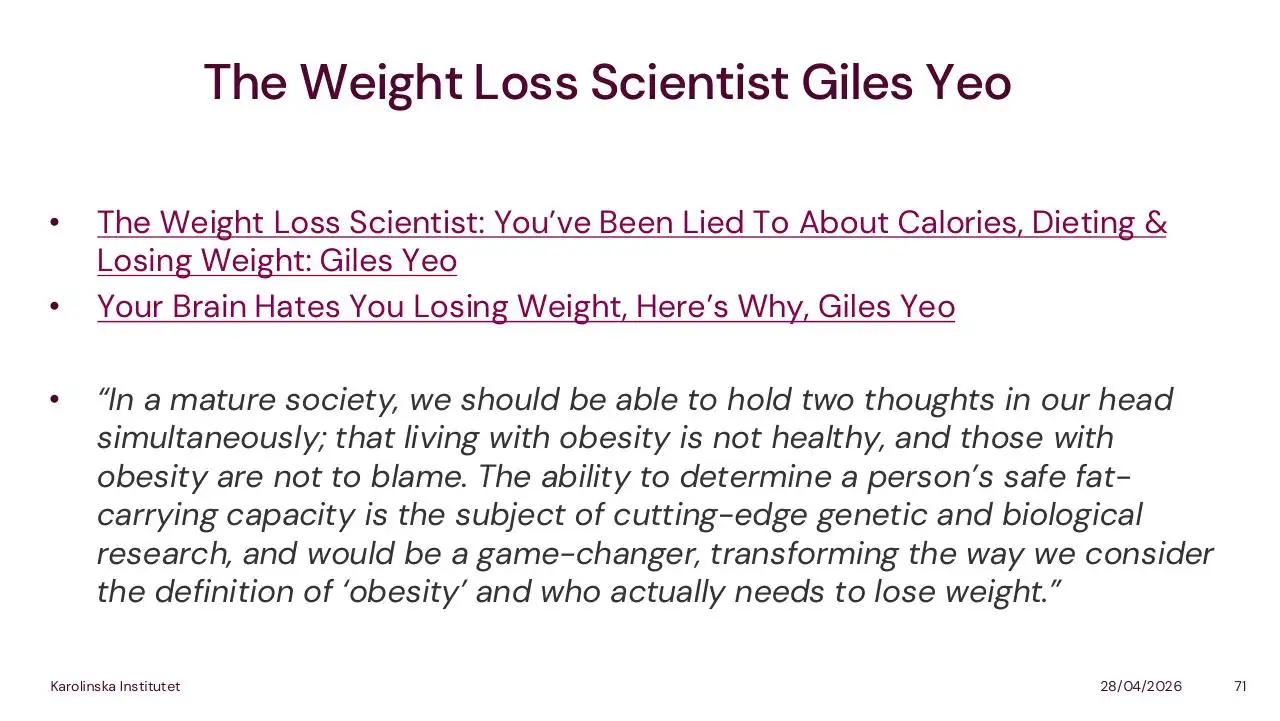 The Weight Loss Scientist Giles Yeo
• The Weight Loss Scientist: You’ve Been Lied To About Calories, Dieting &
Losing Weight: Giles Yeo
• Your Brain Hates You Losing Weight, Here’s Why, Giles Yeo
• “In a mature society, we should be able to hold two thoughts in our head
simultaneously; that living with obesity is not healthy, and those with
obesity are not to blame. The ability to determine a person’s safe fat-
carrying capacity is the subject of cutting-edge genetic and biological
research, and would be a game-changer, transforming the way we consider
the definition of ‘obesity’ and who actually needs to lose weight.”
Karolinska Institutet 28/04/2026 71